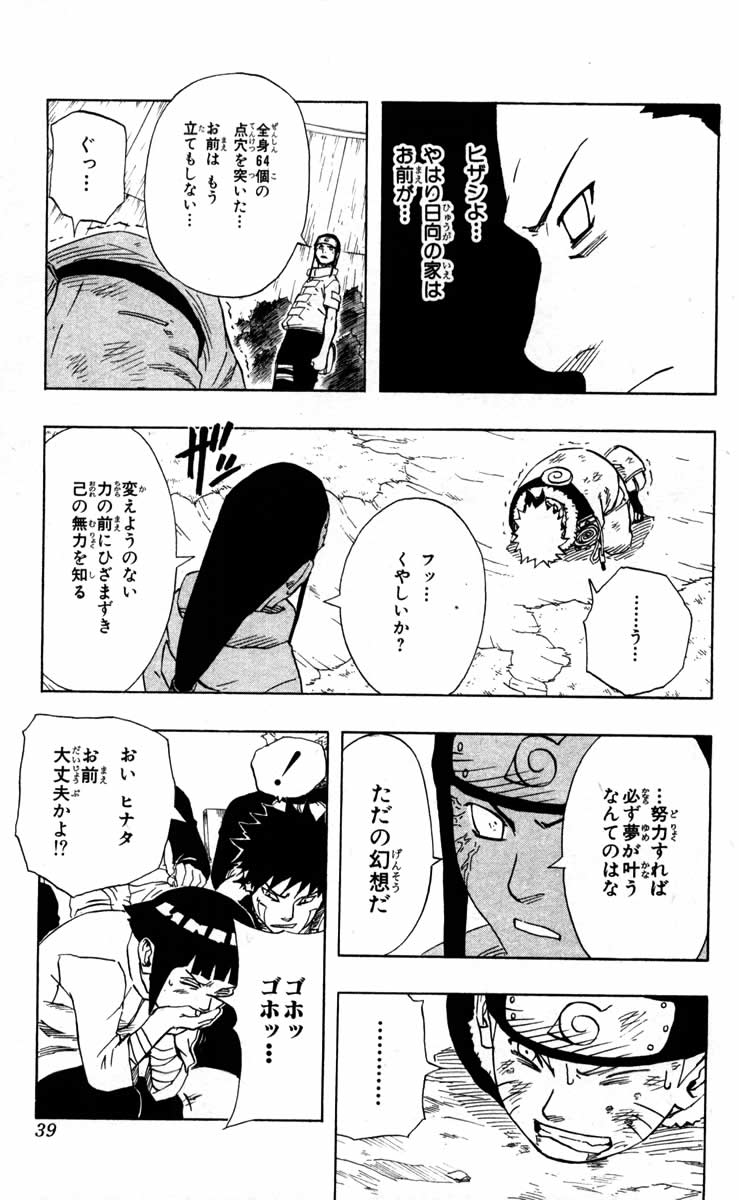 ヒザシよ…
やはり日向の家は
お前が…
全身64個の
点穴を突いた…
お前は もう
立てもしない…
ぐっ…
……う…
フッ…
くやしいか？
変えようのない
力の前にひざまずき
己の無力を知る
ザッ
…努力すれば
必ず夢が叶う
なんてのはな
ただの幻想だ
…………
！
ゴホッ
ゴホッ…
おい ヒナタ
お前
大丈夫かよ!?
39